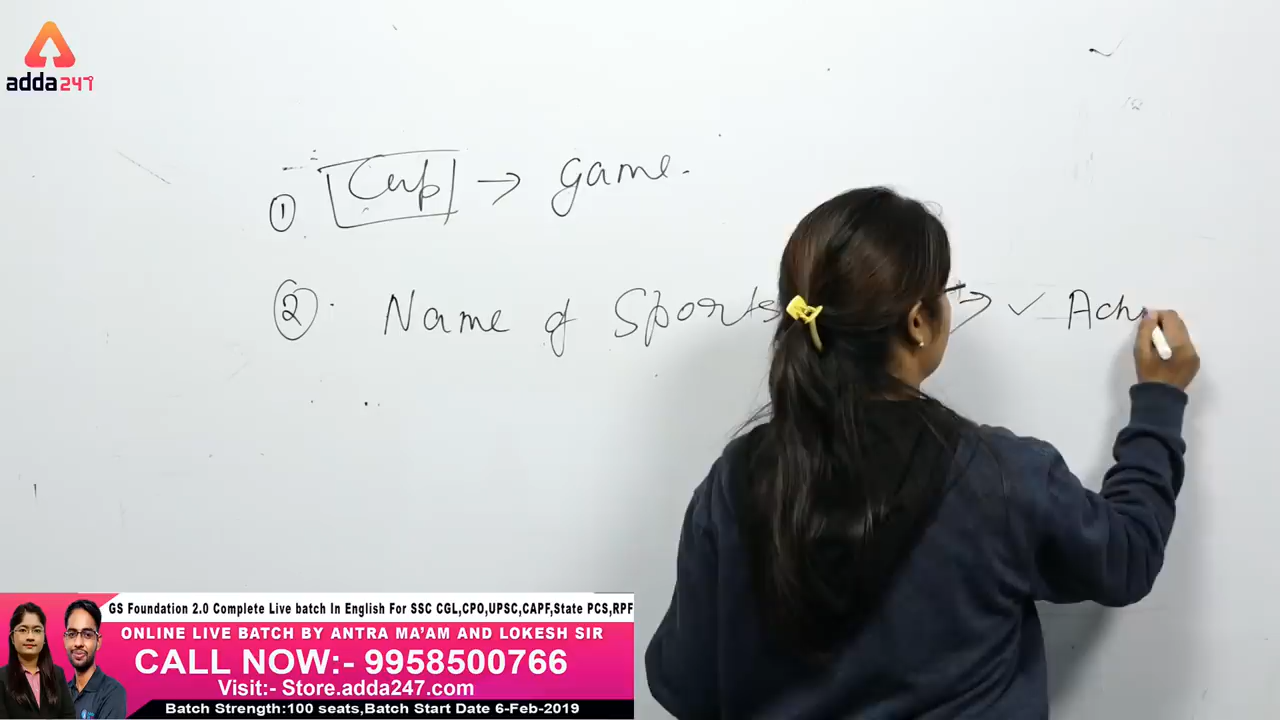 adda247
① Cup → game.
② Name of Sports → ✓ Ach
GS Foundation 2.0 Complete Live batch In English For SSC CGL,CPO,UPSC,CAPF,State PCS,RPF
ONLINE LIVE BATCH BY ANTRA MA'AM AND LOKESH SIR
CALL NOW:- 9958500766
Visit:- Store.adda247.com
Batch Strength:100 seats,Batch Start Date 6-Feb-2019